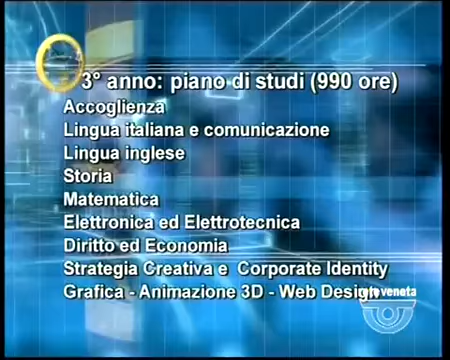 3° anno: piano di studi (990 ore)
Accoglienza
Lingua italiana e comunicazione
Lingua inglese
Storia
Matematica
Elettronica ed Elettrotecnica
Diritto ed Economia
Strategia Creativa e Corporate Identity
Grafica - Animazione 3D - Web Design